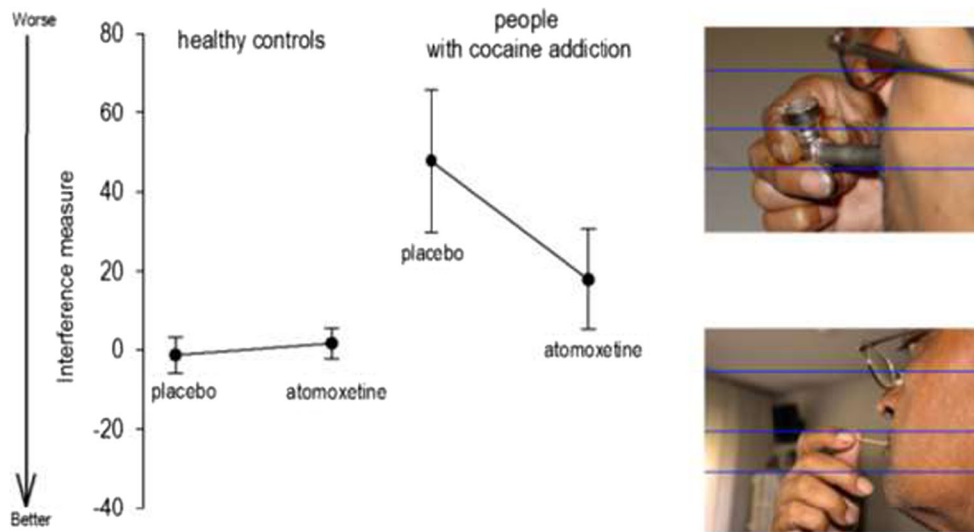 Worse
80
healthy controls
people
with cocaine addiction
60
40
20
0
-20
-40
Interference measure
placebo
atomoxetine
placebo
atomoxetine
Better